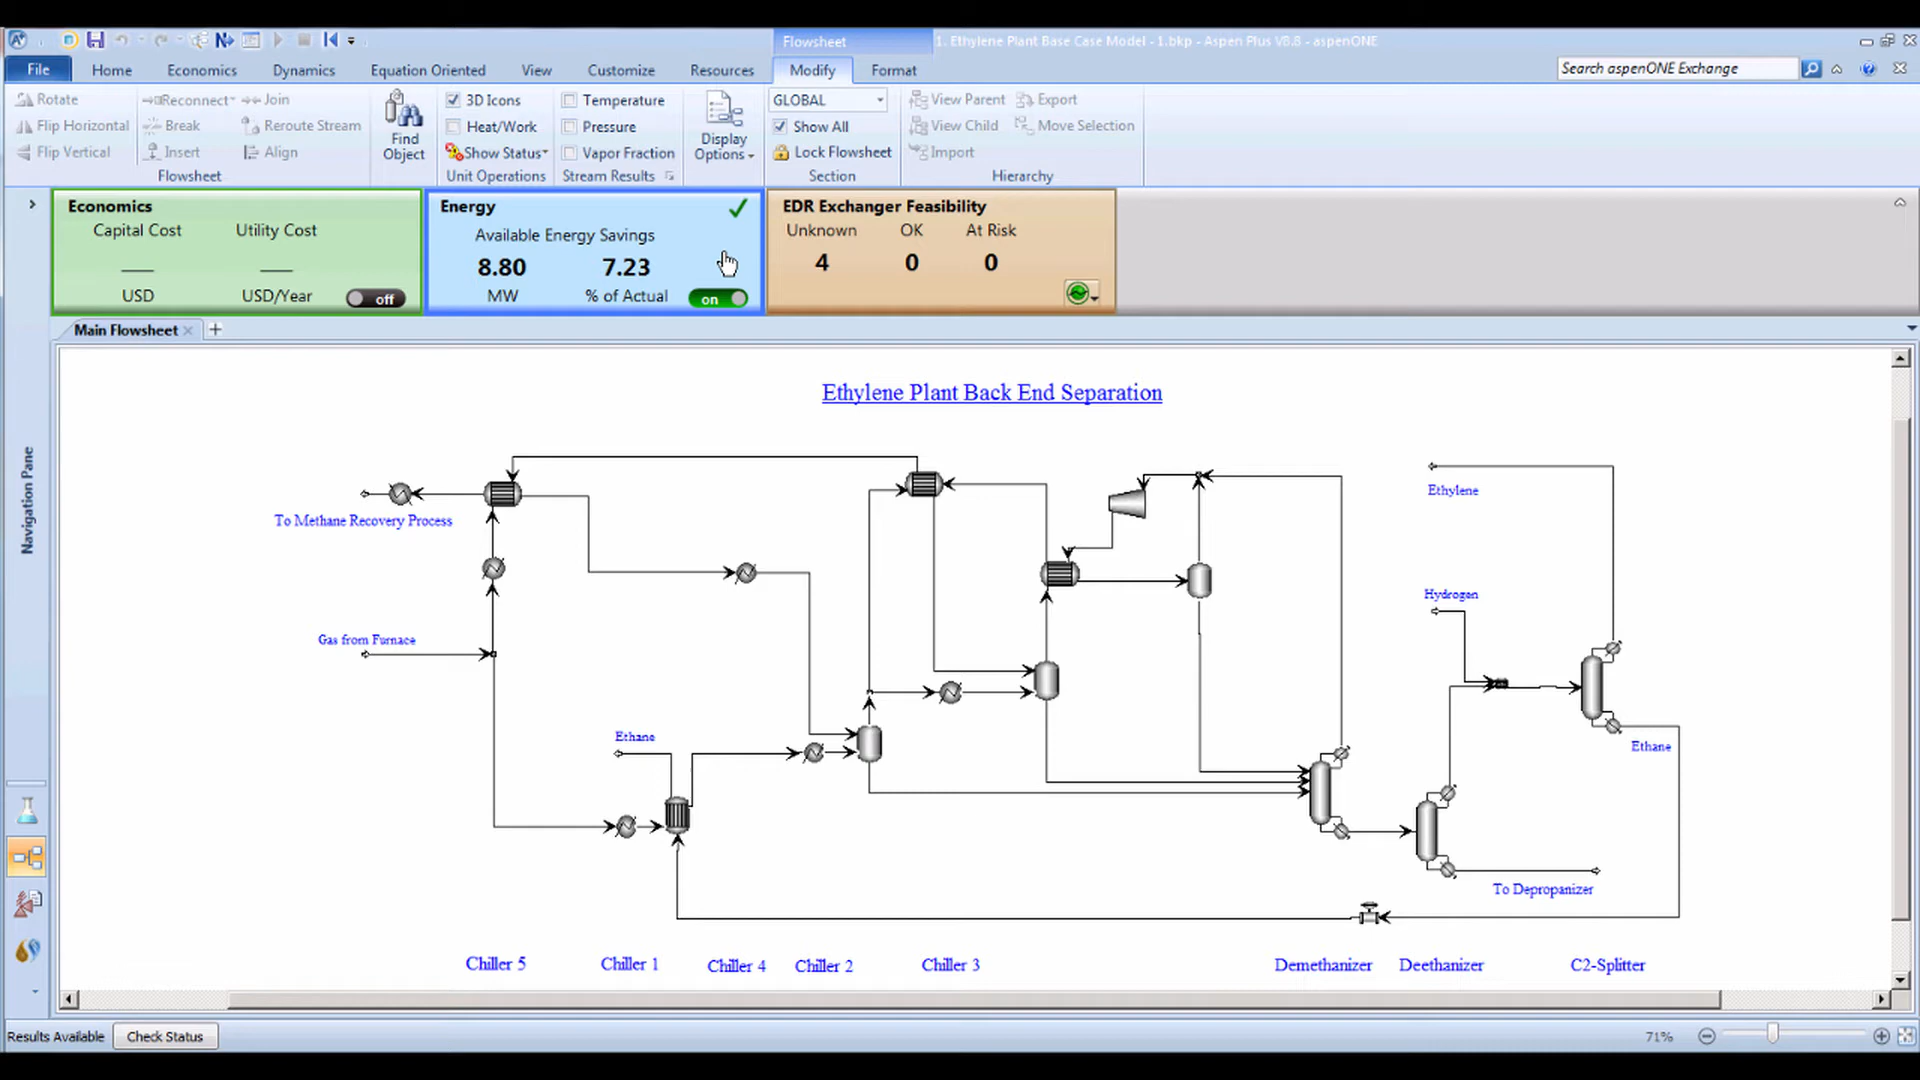 Flowsheet
1. Ethylene Plant Base Case Model - 1.bkp - Aspen Plus V8.8 - aspenONE
File Home Economics Dynamics Equation Oriented View Customize Resources Modify Format
Search aspenONE Exchange
Rotate
Flip Horizontal
Flip Vertical
Reconnect
Join
Break
Reroute Stream
Insert
Align
Flowsheet
Find
Object
3D Icons
Heat/Work
Show Status
Unit Operations
Temperature
Pressure
Vapor Fraction
Stream Results
Display
Options
GLOBAL
Show All
Lock Flowsheet
Section
View Parent
Export
View Child
Move Selection
Import
Hierarchy
Economics
Capital Cost Utility Cost
USD USD/Year off
Energy
Available Energy Savings
8.80 7.23
MW % of Actual on
EDR Exchanger Feasibility
Unknown OK At Risk
4 0 0
Main Flowsheet
Navigation Pane
Ethylene Plant Back End Separation
Ethylene
To Methane Recovery Process
Hydrogen
Gas from Furnace
Ethane
Ethane
To Depropanizer
Chiller 5 Chiller 1 Chiller 4 Chiller 2 Chiller 3 Demethanizer Deethanizer C2-Splitter
Results Available Check Status 71%